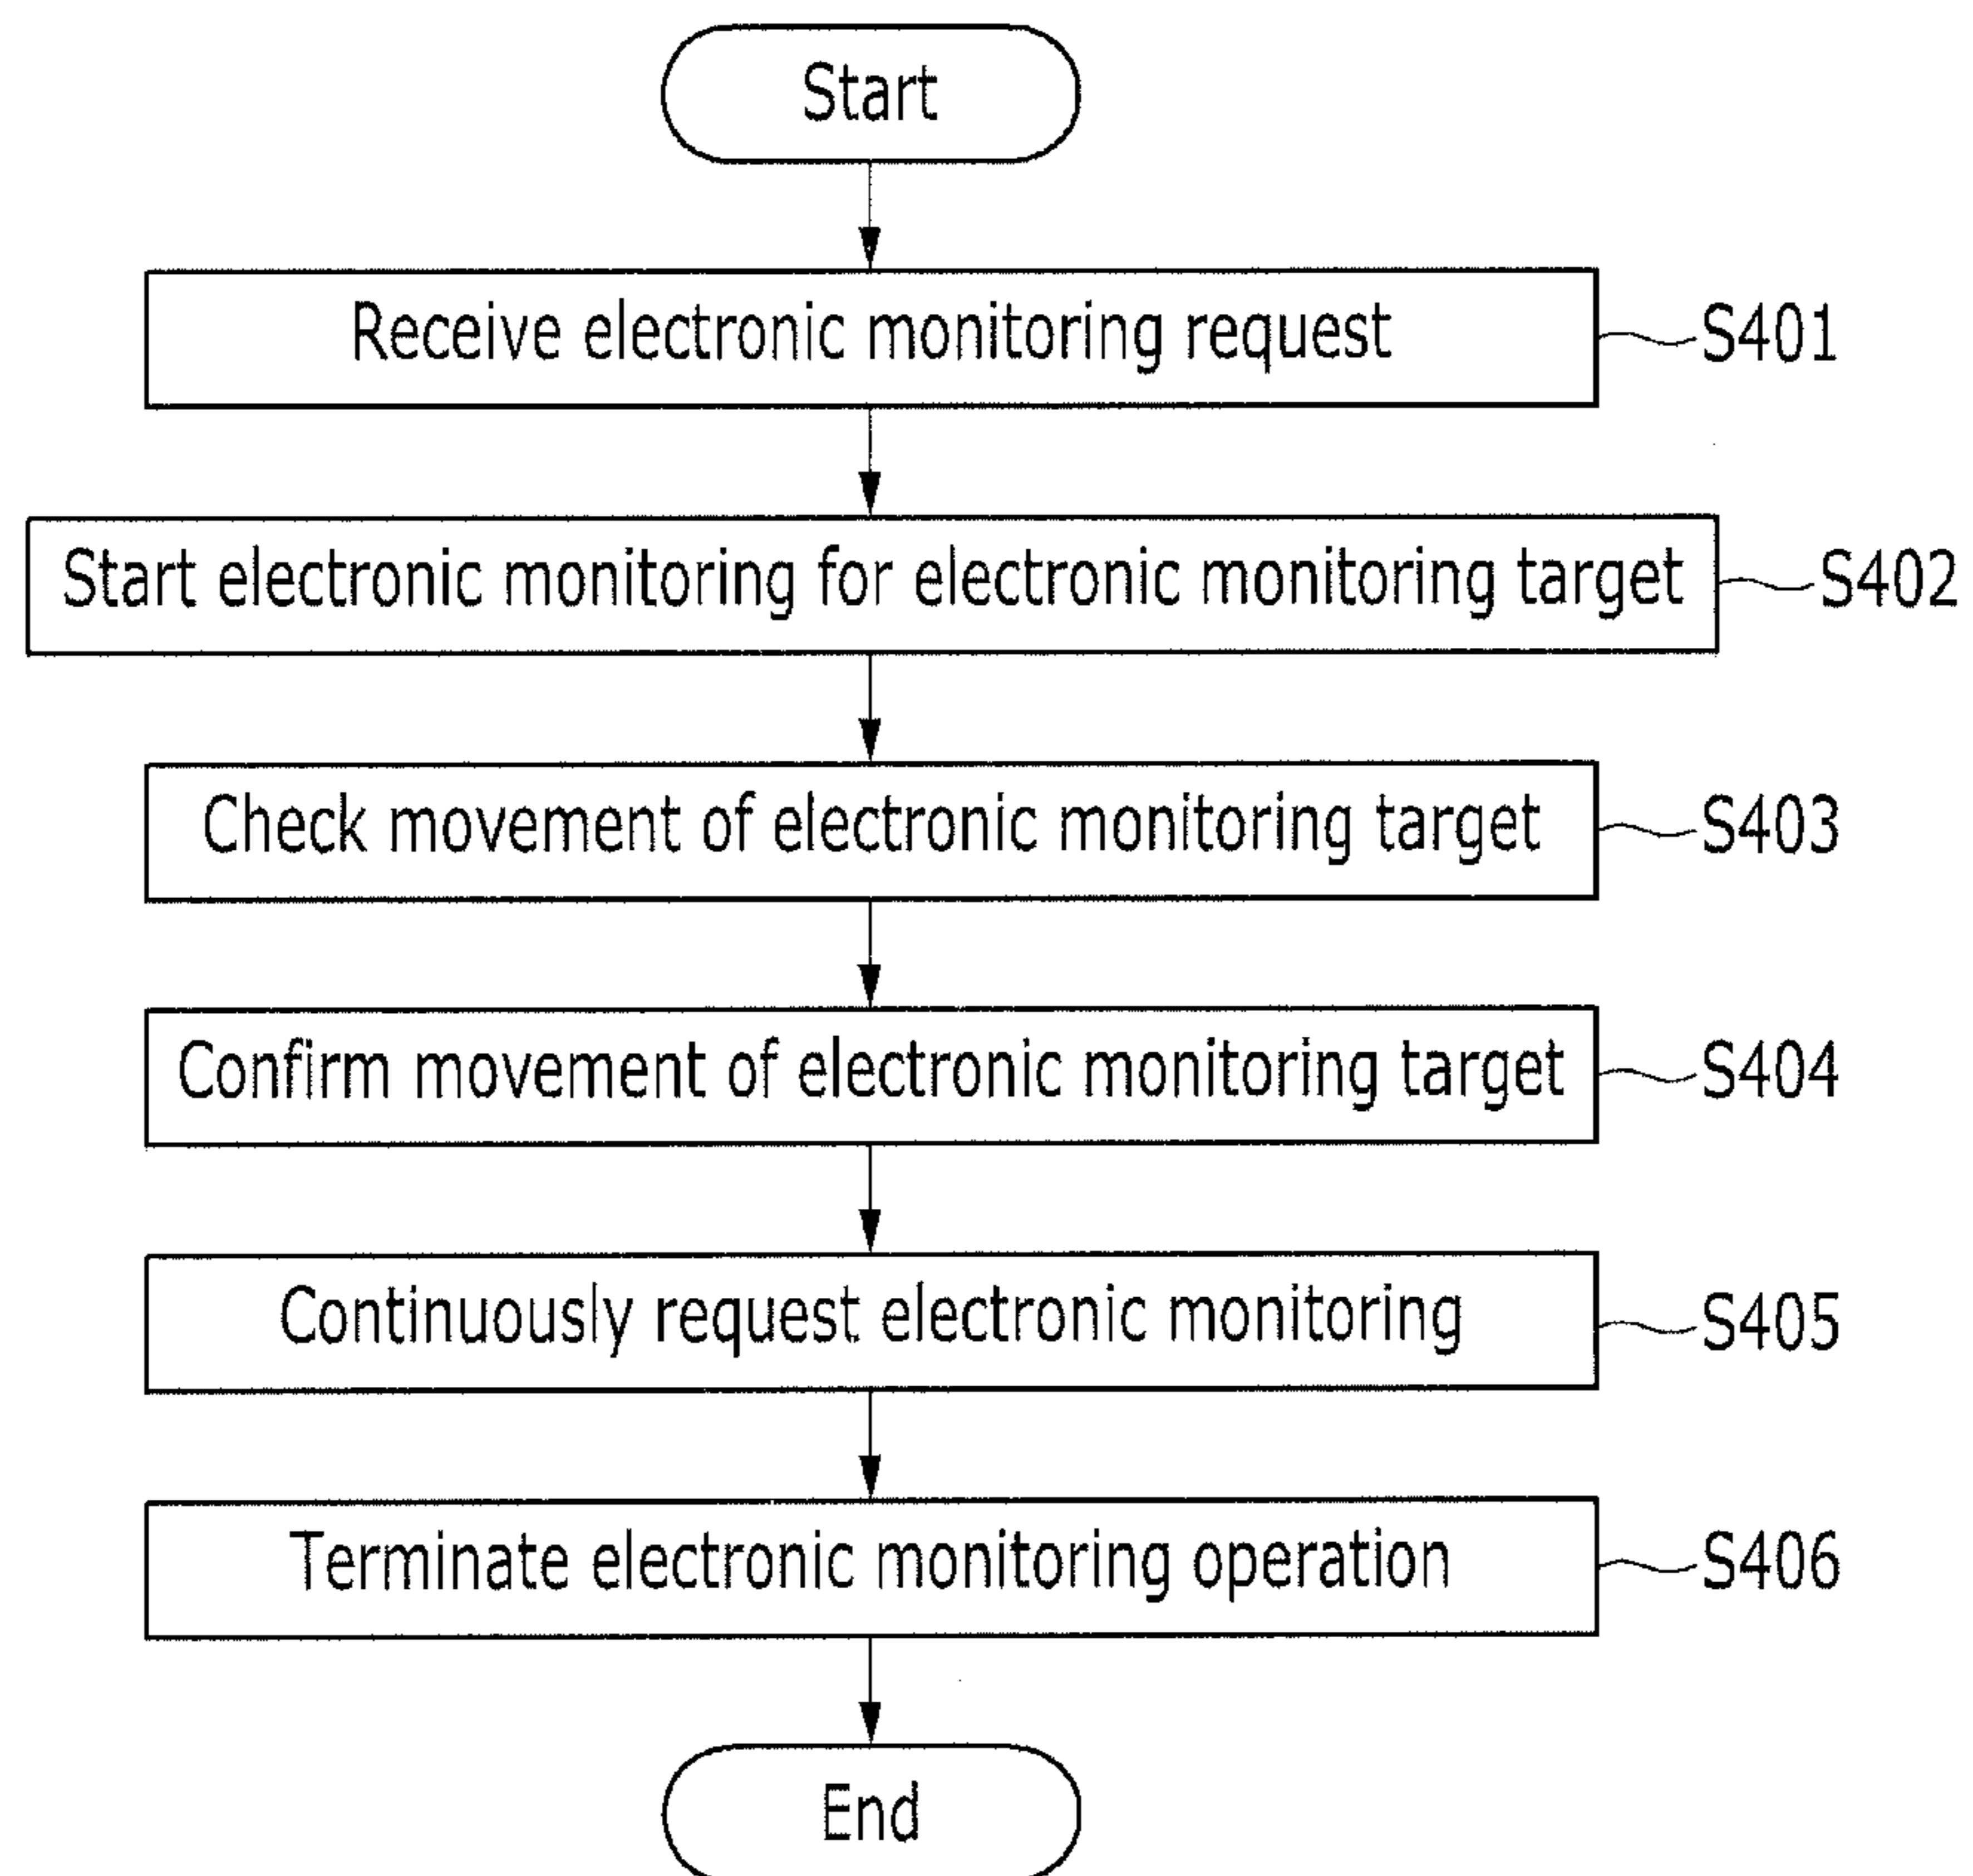 Start
Receive electronic monitoring request
S401
Start electronic monitoring for electronic monitoring target
S402
Check movement of electronic monitoring target
S403
Confirm movement of electronic monitoring target
S404
Continuously request electronic monitoring
S405
Terminate electronic monitoring operation
S406
End